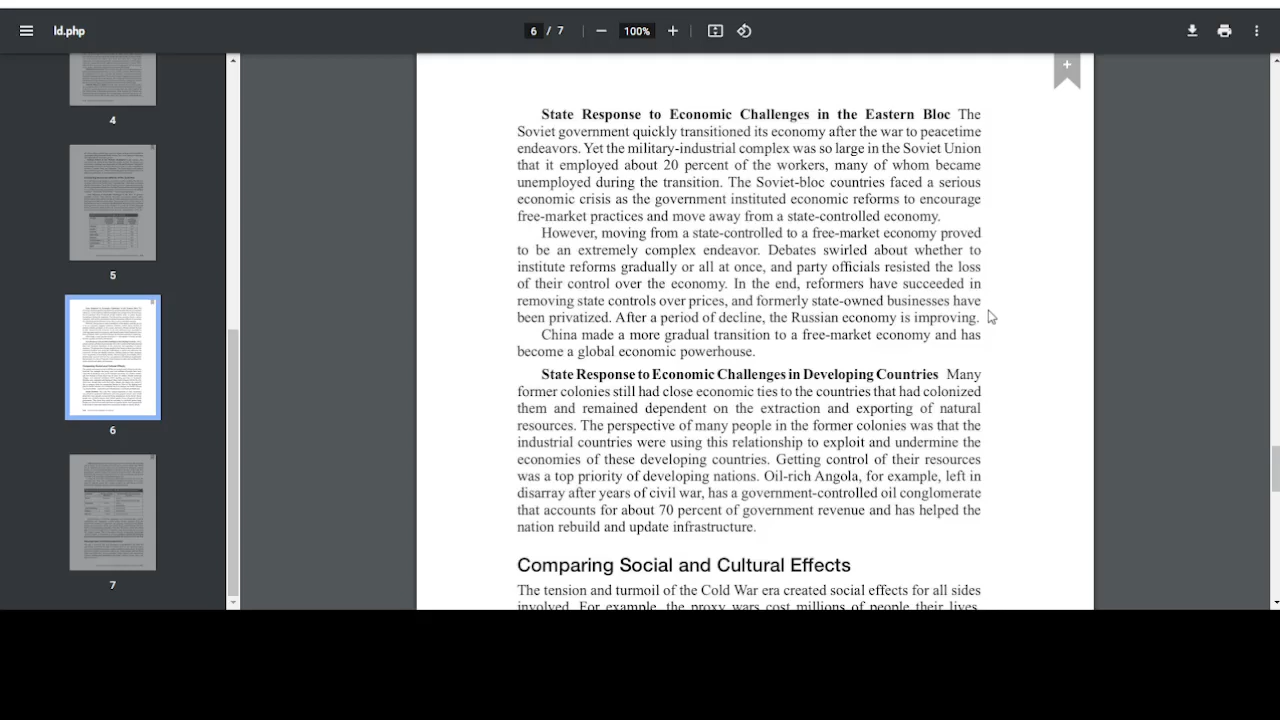 ld.php
6 / 7
100%
4
5
6
7
State Response to Economic Challenges in the Eastern Bloc The
Soviet government quickly transitioned its economy after the war to peacetime
endeavors. Yet the military-industrial complex was so large in the Soviet Union
that it employed about 20 percent of the workers, many of whom became
unemployed during the transition. The Soviet-bloc countries faced a serious
economic crisis as the government instituted economic reforms to encourage
free-market practices and move away from a state-controlled economy.
However, moving from a state-controlled to a free-market economy proved
to be an extremely complex endeavor. Debates swirled about whether to
institute reforms gradually or all at once, and party officials resisted the loss
of their control over the economy. In the end, reformers have succeeded in
removing state controls over prices, and formerly state-owned businesses have
been privatized. After a period of decline, the Russian economy is improving.
China made a more gradual transition to a free-market economy and has
become a global economic powerhouse.
State Response to Economic Challenges in Developing Countries Many
former colonies still had close economic ties to the countries that had colonized
them and remained dependent on the extraction and exporting of natural
resources. The perspective of many people in the former colonies was that the
industrial countries were using this relationship to exploit and undermine the
economies of these developing countries. Getting control of their resources
was a top priority of developing nations. Oil-rich Angola, for example, left in
disarray after years of civil war, has a government-controlled oil conglomerate
that accounts for about 70 percent of government revenue and has helped the
nation rebuild and update infrastructure.
Comparing Social and Cultural Effects
The tension and turmoil of the Cold War era created social effects for all sides
involved. For example, the proxy wars cost millions of people their lives.